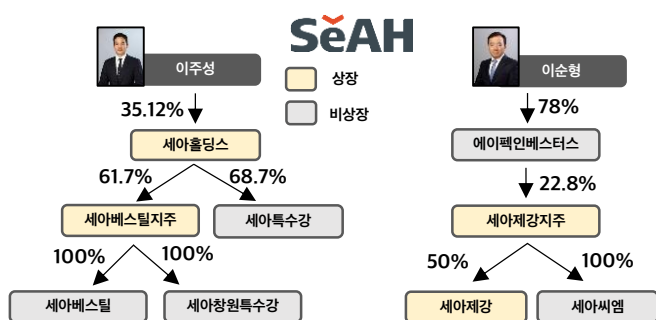 SeAH
이주성
상장
비상장
이순형
35.12%
78%
세아홀딩스
에이펙인베스터스
61.7%
68.7%
22.8%
세아베스틸지주
세아특수강
세아제강지주
100%
100%
50%
100%
세아베스틸
세아창원특수강
세아제강
세아씨엠